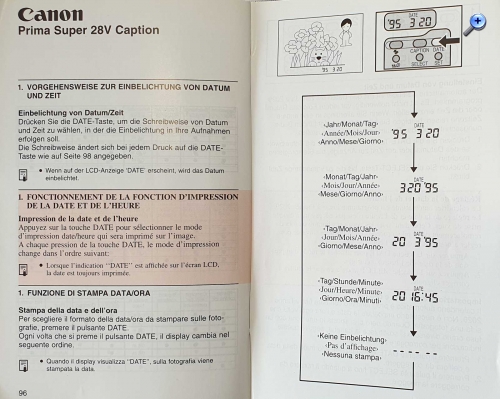 Canon
Prima Super 28V Caption
1. VORGEHENSWEISE ZUR EINBELICHTUNG VON DATUM
UND ZEIT
Einbelichtung von Datum/Zeit
Drücken Sie die DATE-Taste, um die Schreibweise von Datum
und Zeit zu wählen, in der die Einbelichtung in Ihre Aufnahmen
erfolgen soll.
Die Schreibweise ändert sich bei jedem Druck auf die DATE-
Taste wie auf Seite 98 angegeben.
● Wenn auf der LCD-Anzeige 'DATE' erscheint, wird das Datum
einbelichtet.
1. FONCTIONNEMENT DE LA FONCTION D'IMPRESSION
DE LA DATE ET DE L'HEURE
Impression de la date et de l'heure
Appuyez sur la touche DATE pour sélectionner le mode
d'impression date/heure qui sera imprimé sur l'image.
A chaque pression de la touche DATE, le mode d'impression
change dans l'ordre suivant:
● Lorsque l'indication "DATE" est affichée sur l'écran LCD,
la date est toujours imprimée.
1. FUNZIONE DI STAMPA DATA/ORA
Stampa della data e dell'ora
Per scegliere il formato della data/ora da stampare sulle foto-
grafie, premere il pulsante DATE.
Ogni volta che si preme il pulsante DATE, il display cambia nel
seguente ordine.
● Quando il display visualizza "DATE", sulla fotografia viene
stampata la data.
96
95 3 20
DATE
'95 3 20
CAPTION DATE
SELECT SET
‹Jahr/Monat/Tag›
‹Année/Mois/Jour›
‹Anno/Mese/Giorno›
DATE
'95 3 20
‹Monat/Tag/Jahr›
‹Mois/Jour/Année›
‹Mese/Giorno/Anno›
DATE
3 20 '95
‹Tag/Monat/Jahr›
‹Jour/Mois/Année›
‹Giorno/Mese/Anno›
DATE
20 3 '95
‹Tag/Stunde/Minute›
‹Jour/Heure/Minute›
‹Giorno/Ora/Minuti›
DATE
20 16:45
‹Keine Einbelichtung›
‹Pas d'affichage›
‹Nessuna stampa›
DATE
-- -- --